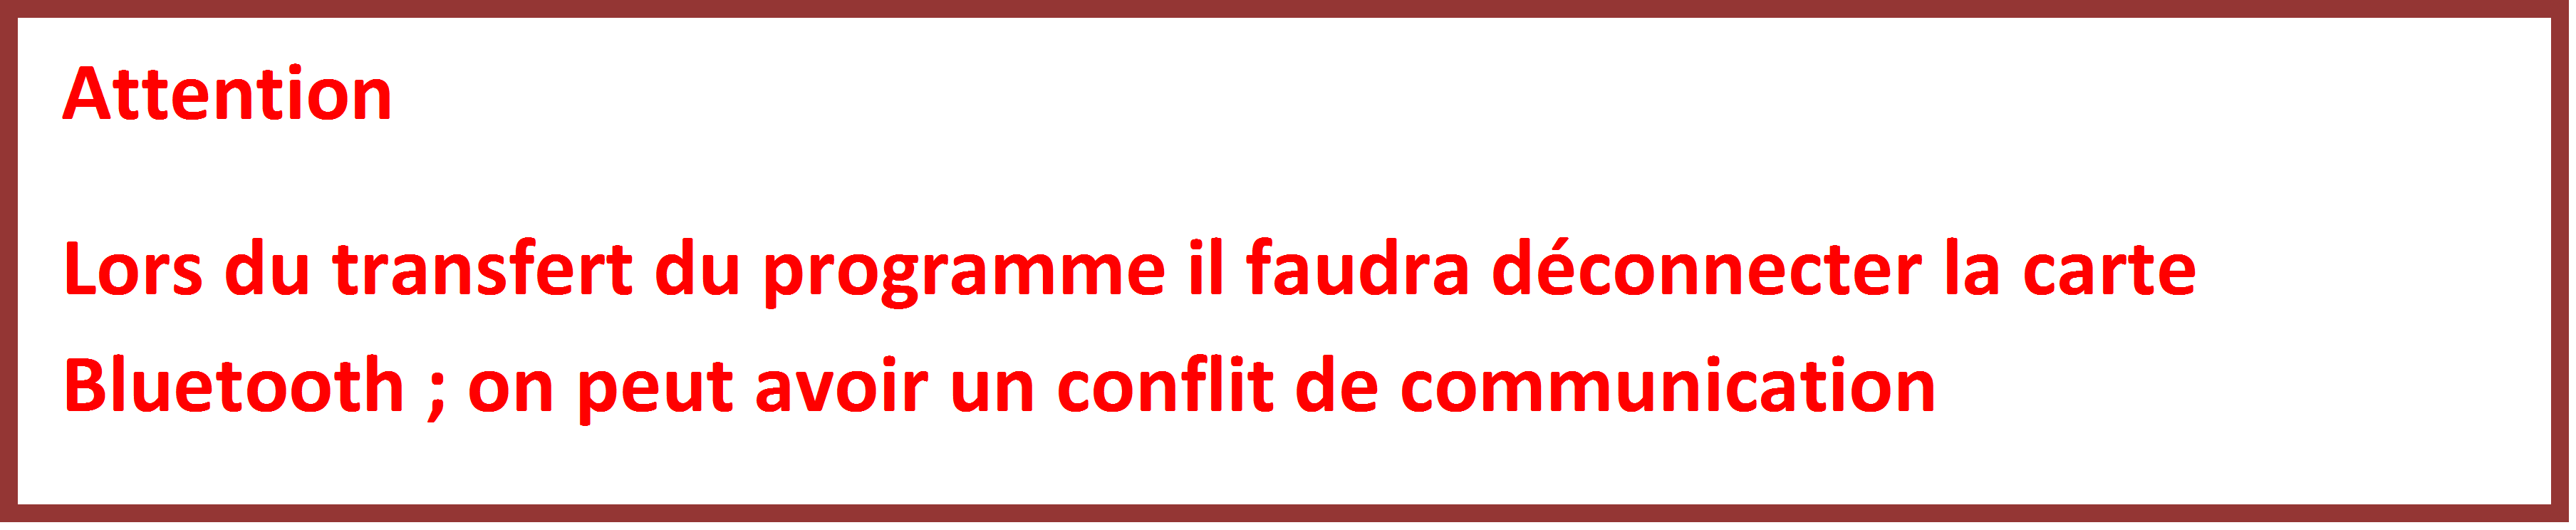 Attention
Lors du transfert du programme il faudra déconnecter la carte
Bluetooth ; on peut avoir un conflit de communication